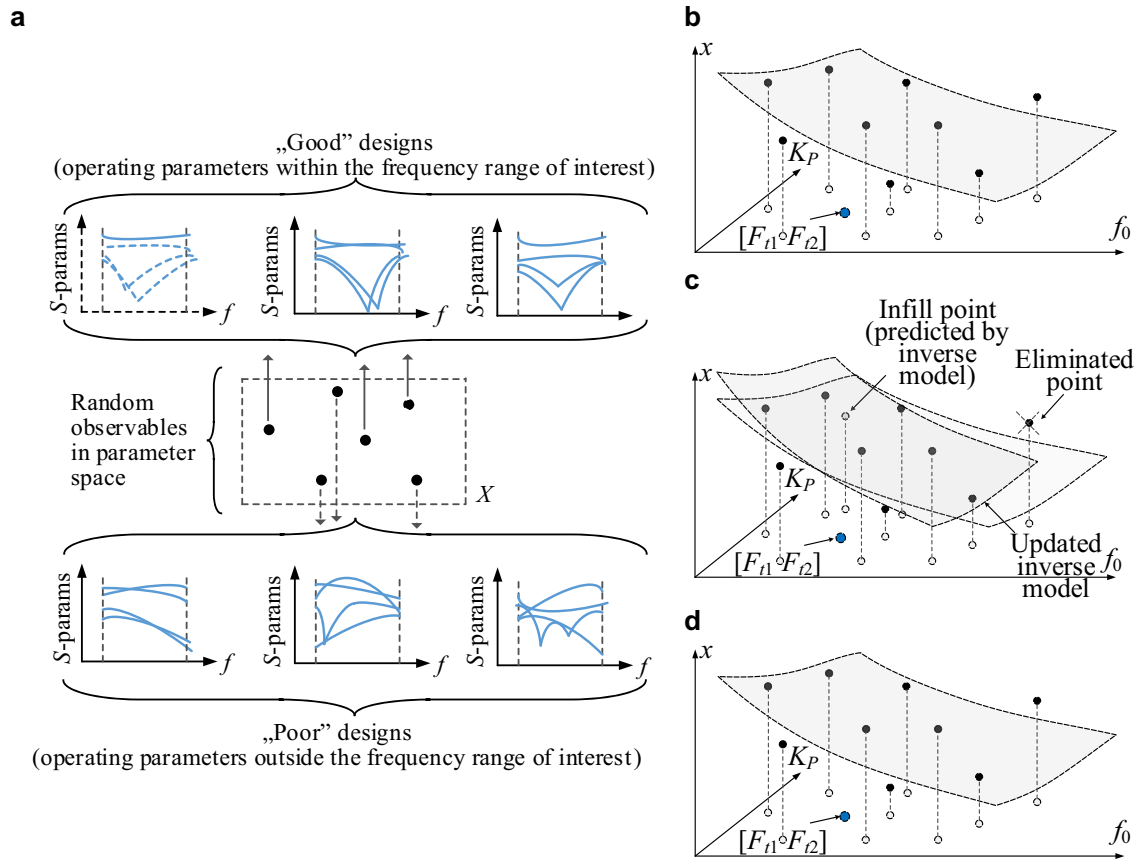 a
„Good” designs
(operating parameters within the frequency range of interest)
S-params
f
S-params
f
S-params
f
Random
observables
in parameter
space
X
S-params
f
S-params
f
S-params
f
„Poor” designs
(operating parameters outside the frequency range of interest)
b
x
K_P
[F_t1 F_t2]
f_0
c
x
Infill point
(predicted by
inverse
model)
Eliminated
point
K_P
[F_t1 F_t2]
Updated
inverse
model
f_0
d
x
K_P
[F_t1 F_t2]
f_0